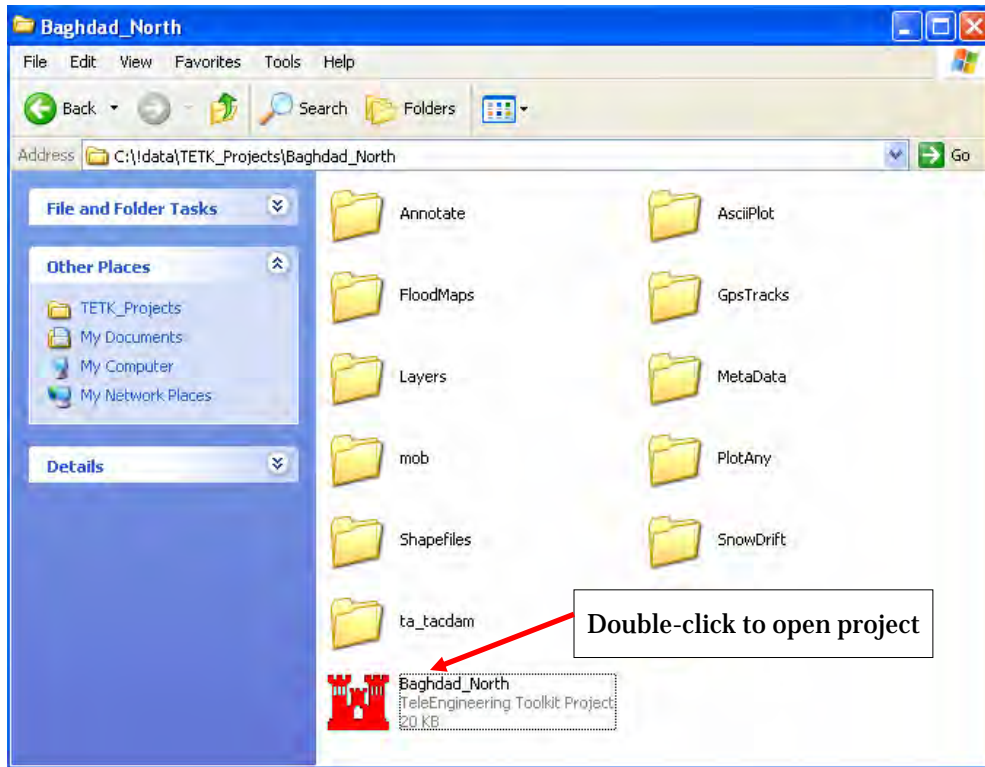 Baghdad_North
File Edit View Favorites Tools Help
Back Search Folders
Address C:\!data\TETK_Projects\Baghdad_North Go
File and Folder Tasks
Other Places
TETK_Projects
My Documents
My Computer
My Network Places
Details
Annotate AsciiPlot
FloodMaps GpsTracks
Layers MetaData
mob PlotAny
Shapefiles SnowDrift
ta_tacdam
Double-click to open project
Baghdad_North
TeleEngineering Toolkit Project
20 KB